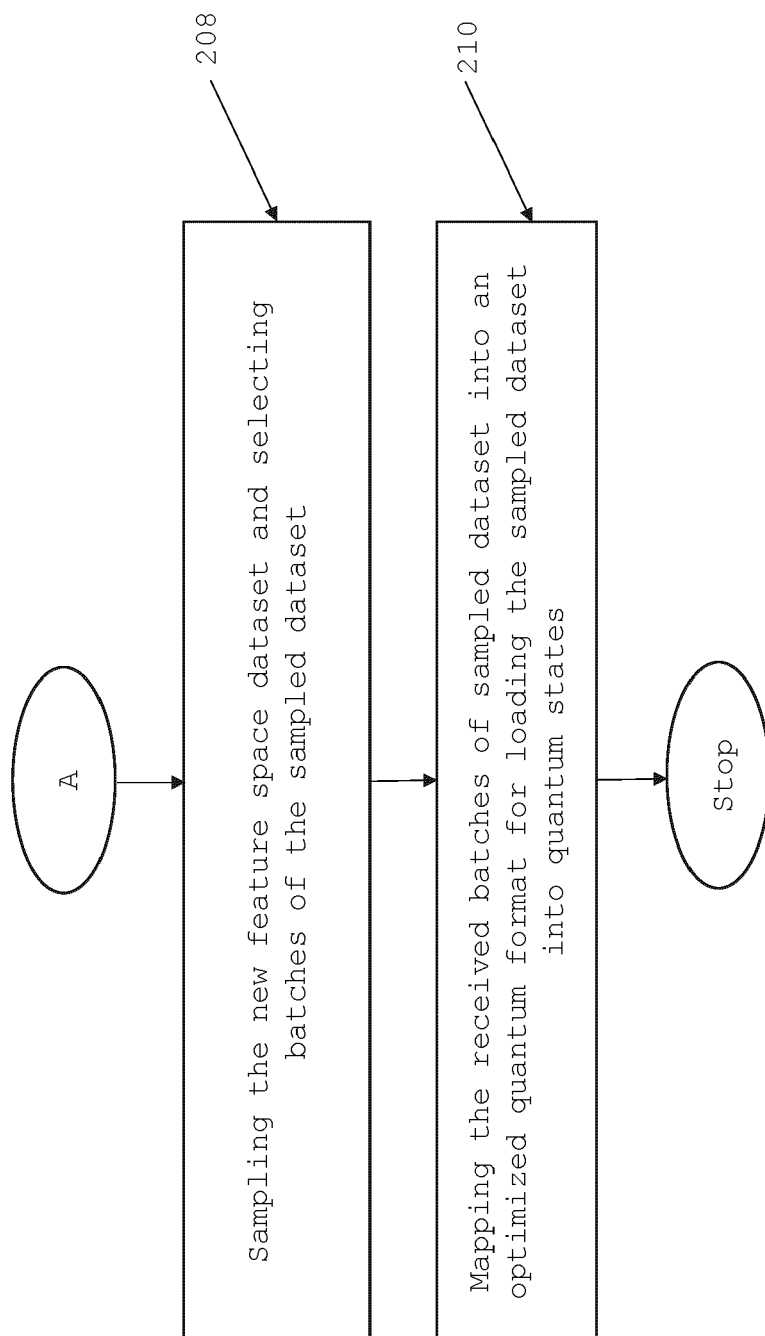 A
208
Sampling the new feature space dataset and selecting
batches of the sampled dataset
210
Mapping the received batches of sampled dataset into an
optimized quantum format for loading the sampled dataset
into quantum states
Stop